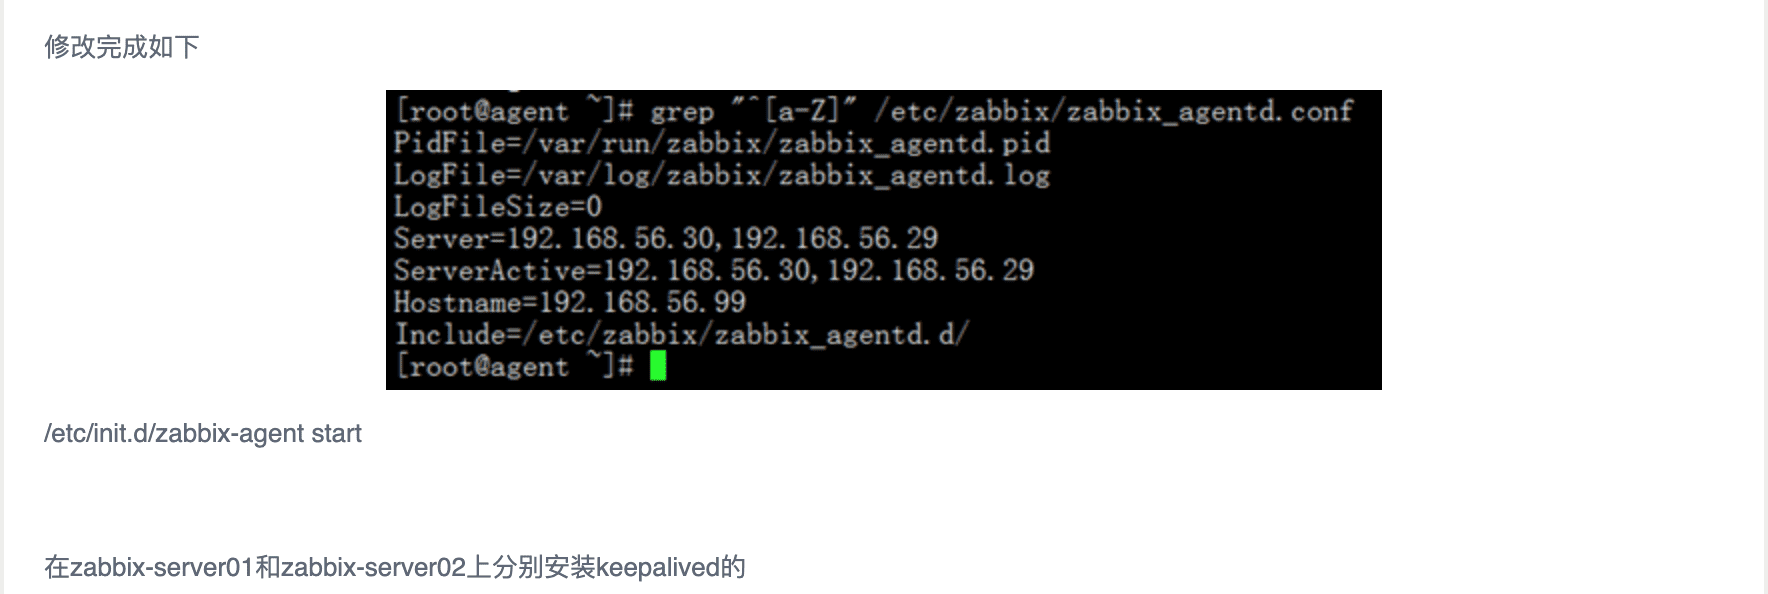 修改完成如下
[root@agent ~]# grep "^[a-Z]" /etc/zabbix/zabbix_agentd.conf
PidFile=/var/run/zabbix/zabbix_agentd.pid
LogFile=/var/log/zabbix/zabbix_agentd.log
LogFileSize=0
Server=192.168.56.30,192.168.56.29
ServerActive=192.168.56.30,192.168.56.29
Hostname=192.168.56.99
Include=/etc/zabbix/zabbix_agentd.d/
[root@agent ~]#
/etc/init.d/zabbix-agent start
在zabbix-server01和zabbix-server02上分别安装keepalived的